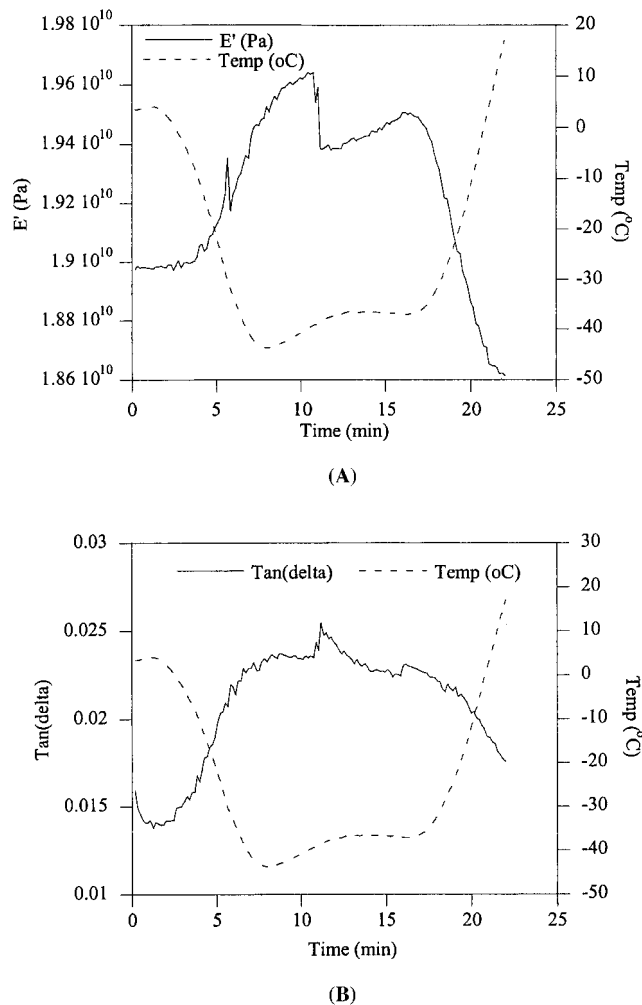 1.98 10^10
1.96 10^10
1.94 10^10
1.92 10^10
1.9 10^10
1.88 10^10
1.86 10^10
E' (Pa)
E' (Pa)
Temp (oC)
20
10
0
-10
-20
-30
-40
-50
Temp (°C)
0 5 10 15 20 25
Time (min)
(A)
0.03
0.025
0.02
0.015
0.01
Tan(delta)
Tan(delta) Temp (oC)
30
20
10
0
-10
-20
-30
-40
-50
Temp (°C)
0 5 10 15 20 25
Time (min)
(B)